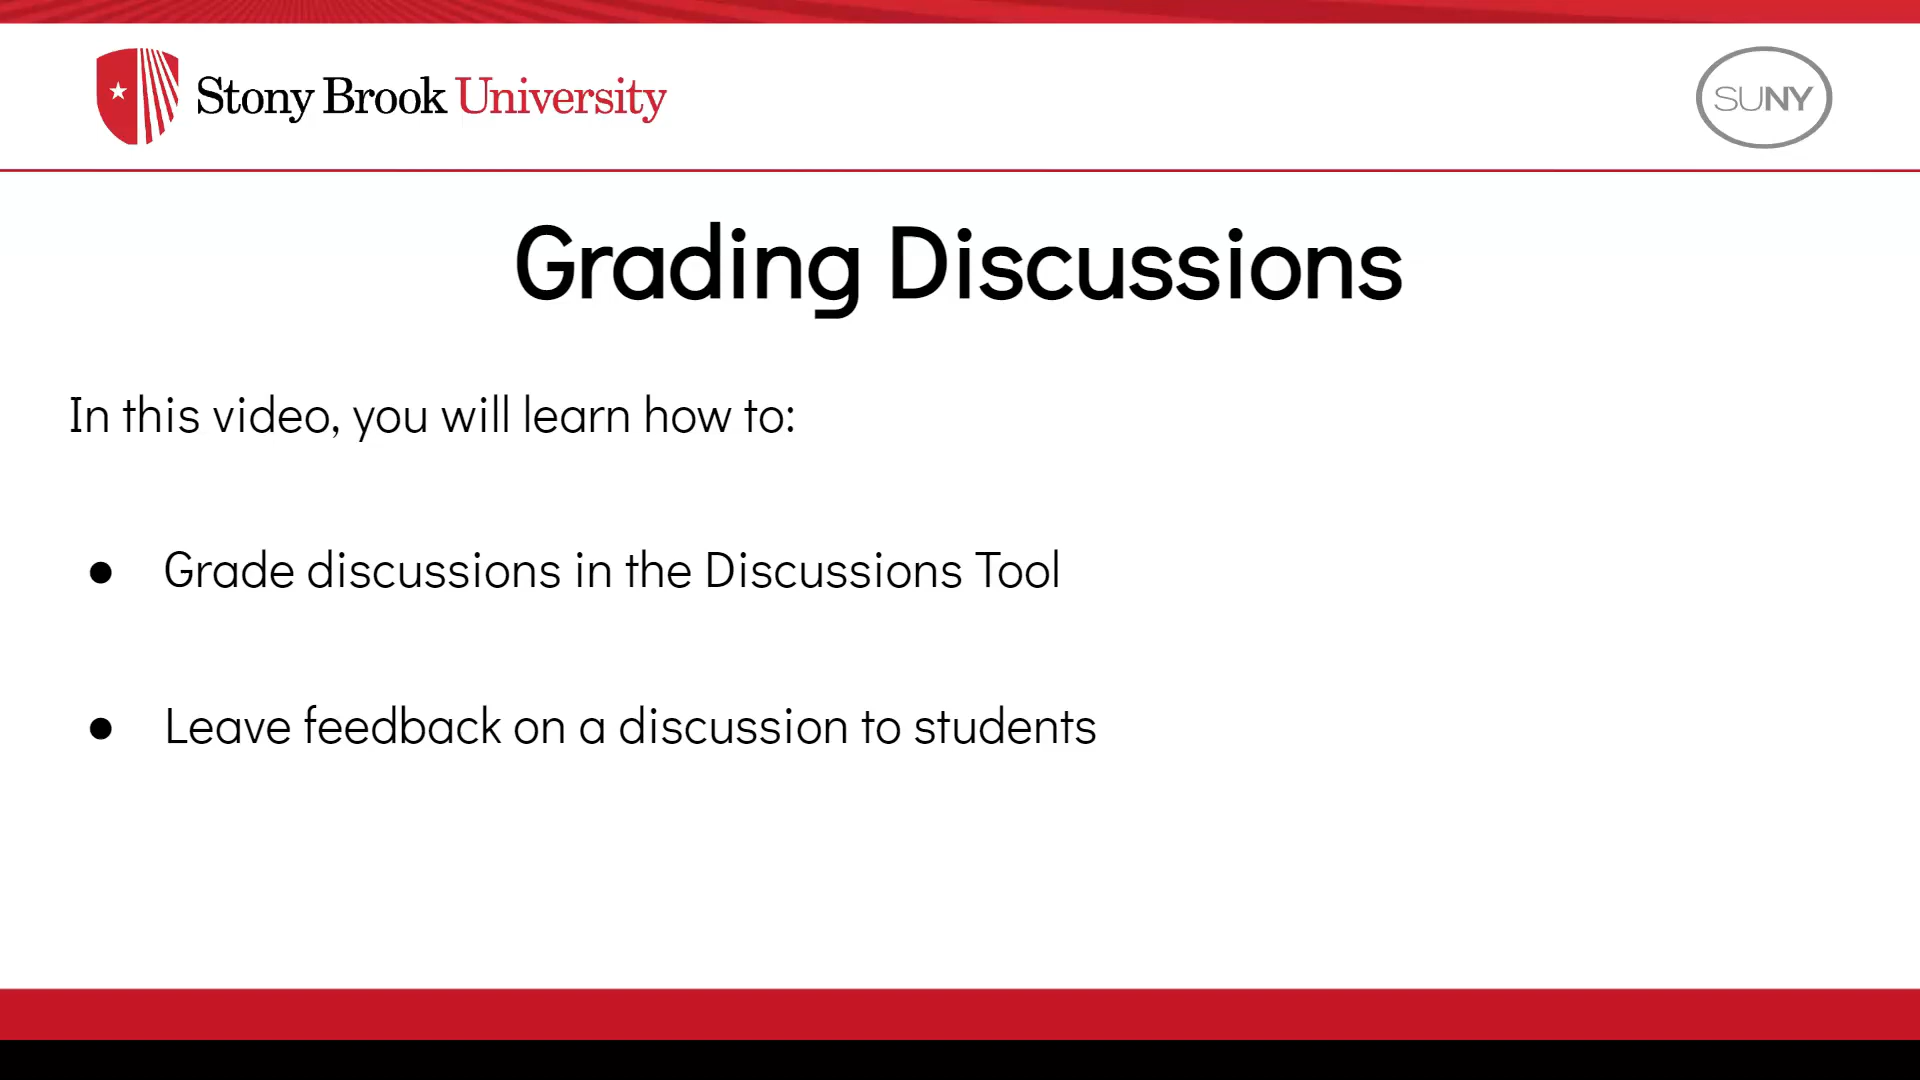 Stony Brook University
SUNY
Grading Discussions
In this video, you will learn how to:
● Grade discussions in the Discussions Tool
● Leave feedback on a discussion to students